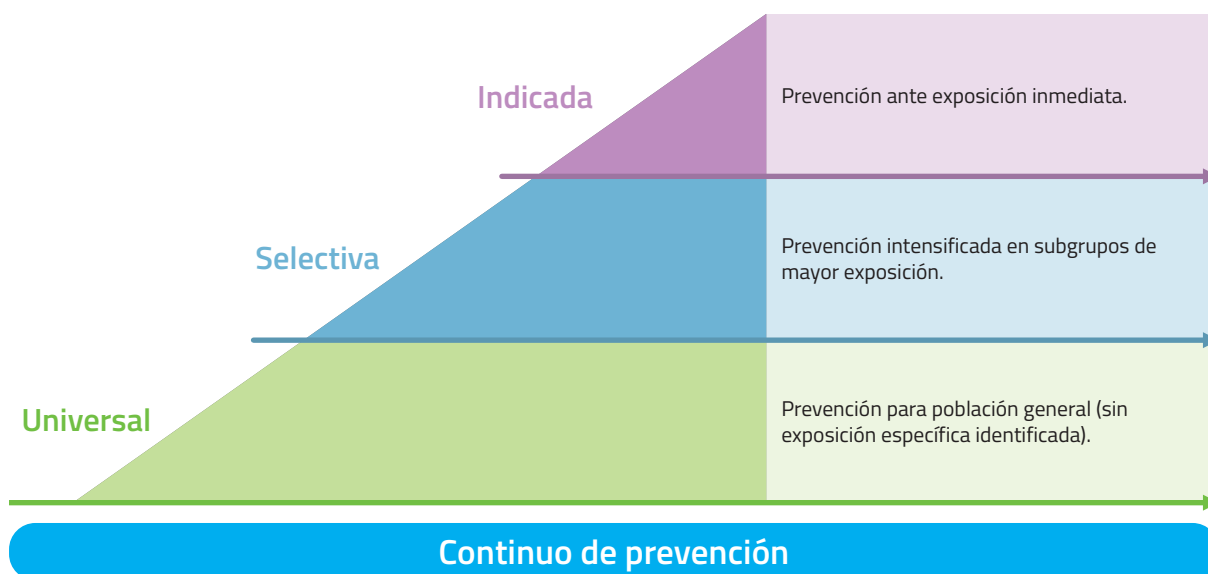 Indicada
Prevención ante exposición inmediata.
Selectiva
Prevención intensificada en subgrupos de
mayor exposición.
Universal
Prevención para población general (sin
exposición específica identificada).
Continuo de prevención